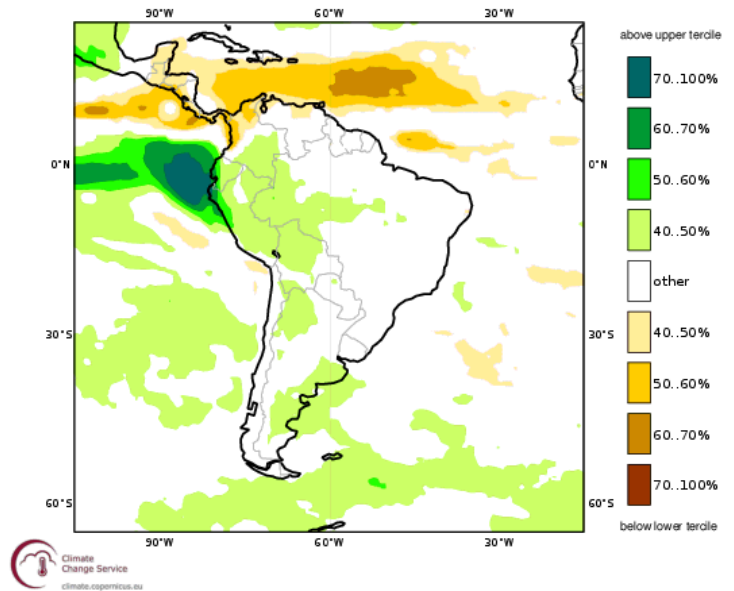 90°W 60°W 30°W
above upper tercile
70..100%
60..70%
0°N 0°N
50..60%
40..50%
other
30°S 30°S
40..50%
50..60%
60..70%
70..100%
60°S 60°S
below lower tercile
90°W 60°W 30°W
Climate
Change Service
climate.copernicus.eu